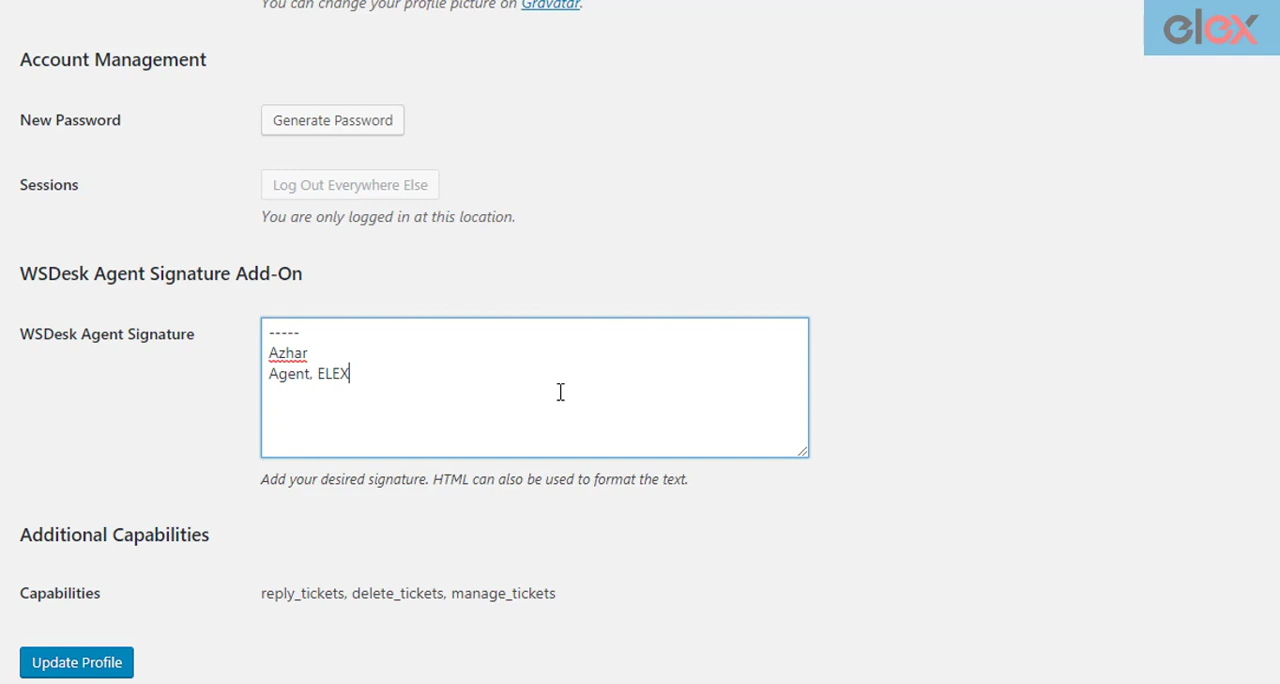 You can change your profile picture on Gravatar.
elex
Account Management
New Password
Generate Password
Sessions
Log Out Everywhere Else
You are only logged in at this location.
WSDesk Agent Signature Add-On
WSDesk Agent Signature
-----
Azhar
Agent, ELEX
Add your desired signature. HTML can also be used to format the text.
Additional Capabilities
Capabilities
reply_tickets, delete_tickets, manage_tickets
Update Profile